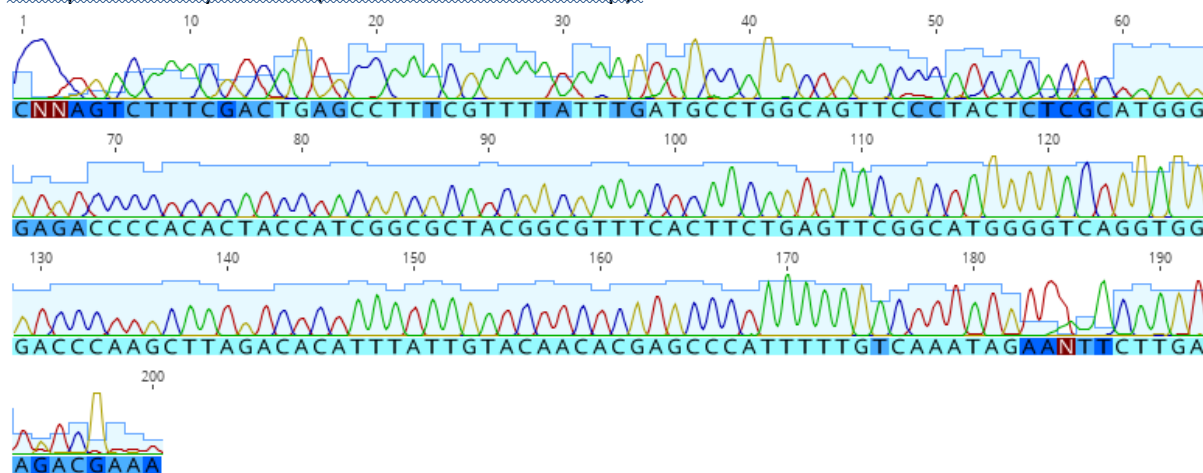 1 10 20 30 40 50 60
CNNAGTCTTTCGACTGAGCCTTTCGTTTTATTTGATGCCTGGCAGTTCCCTACTCTCGCATGGG
70 80 90 100 110 120
GAGACCCCACACTACCATCGGCGCTACGGCGTTTCACTTCTGAGTTCGGCATGGGGTCAGGTGG
130 140 150 160 170 180 190
GACCCAAGCTTAGACACATTTATTGTACAACACGAGCCCATTTTTGTCAAATAGAANTTCTTGA
200
AGACGAAA